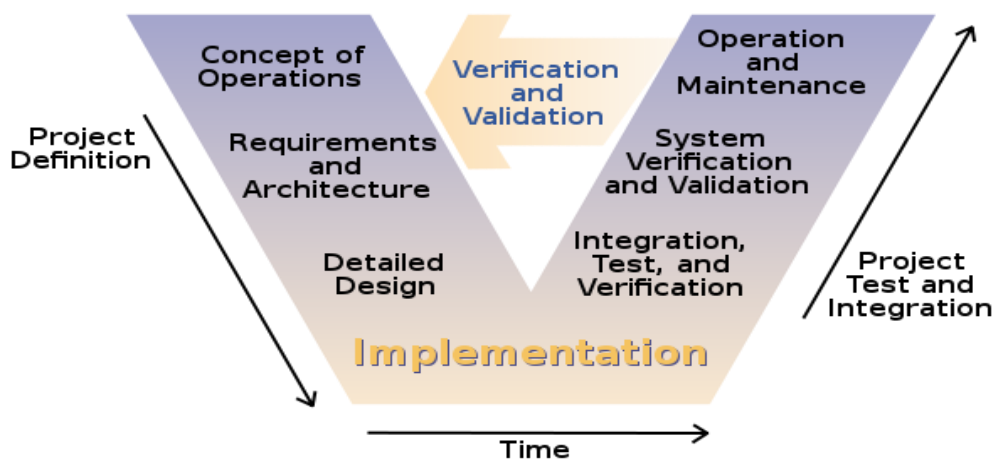 Concept of
Operations
Verification
and
Validation
Operation
and
Maintenance
Project
Definition
Requirements
and
Architecture
System
Verification
and Validation
Detailed
Design
Integration,
Test, and
Verification
Project
Test and
Integration
Implementation
Time